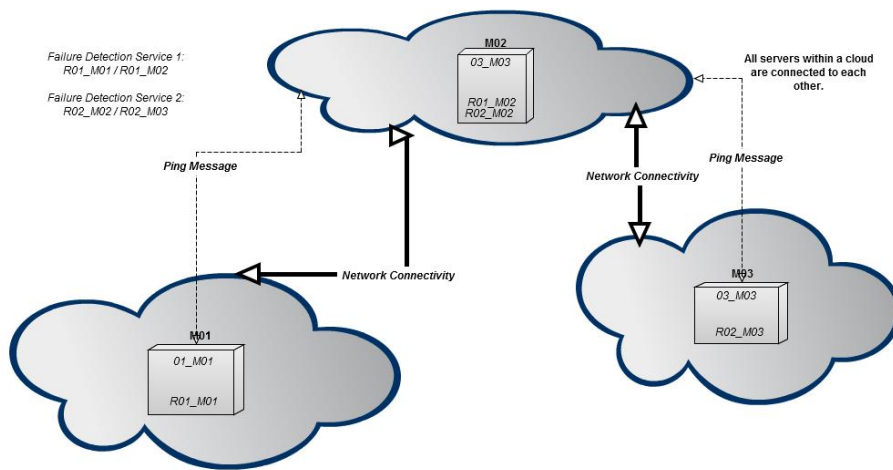 Failure Detection Service 1:
R01_M01 / R01_M02
Failure Detection Service 2:
R02_M02 / R02_M03
M02
03_M03
R01_M02
R02_M02
All servers within a cloud
are connected to each
other.
Ping Message
Ping Message
Network Connectivity
Network Connectivity
M03
03_M03
R02_M03
M01
01_M01
R01_M01